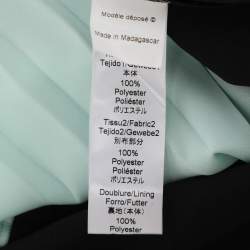 Modèle déposé ©
Made in Madagascar
Tejido1/Gewebe1
本体
100%
Polyester
Poliéster
ポリエステル
Tissu2/Fabric2
Tejido2/Gewebe2
別布部分
100%
Polyester
Poliéster
ポリエステル
Doublure/Lining
Forro/Futter
裏地(本体)
100%
Polyester